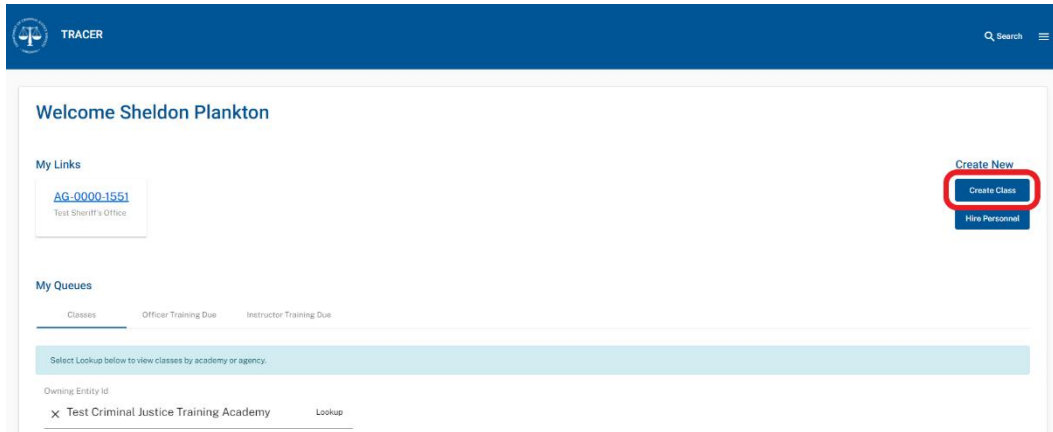 TRACER
Search
Welcome Sheldon Plankton
My Links
Create New
AG-0000-1551
Test Sheriff's Office
Create Class
Hire Personnel
My Queues
Classes Officer Training Due Instructor Training Due
Select Lookup below to view classes by academy or agency.
Owning Entity Id
Test Criminal Justice Training Academy Lookup